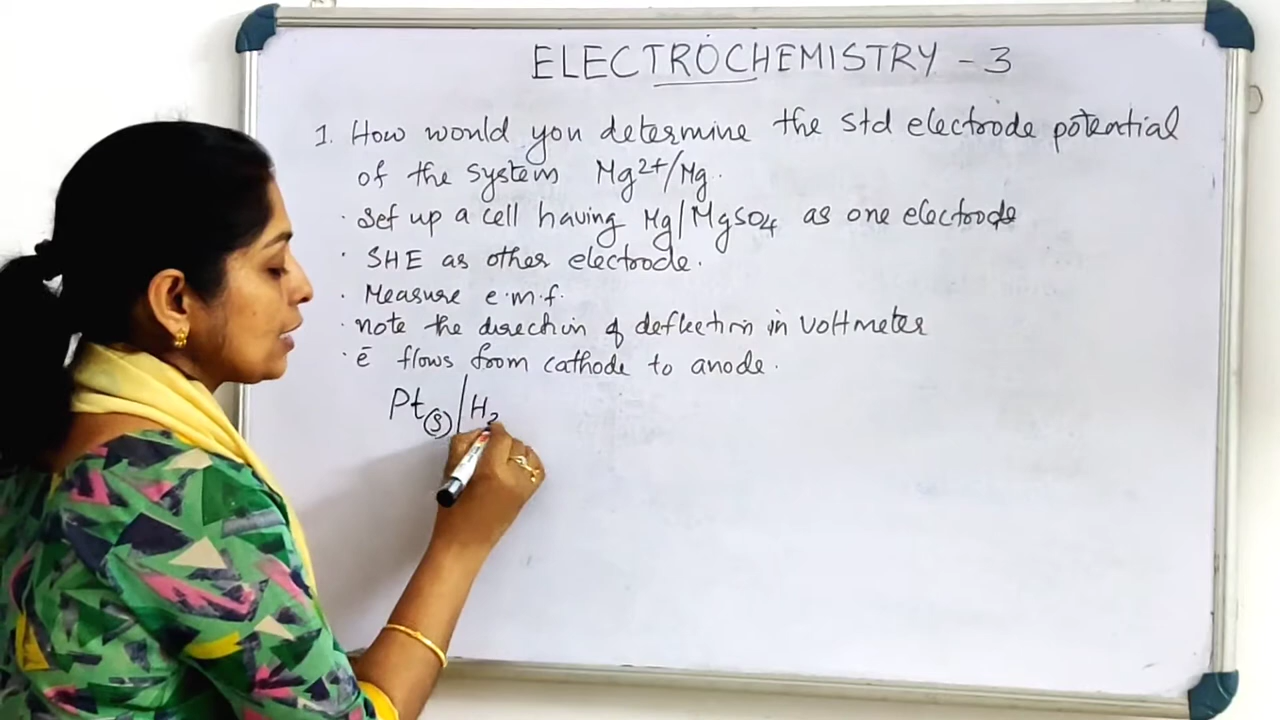 ELECTROCHEMISTRY - 3
1. How would you determine the std electrode potential
of the system Mg2+/Mg.
· Set up a cell having Mg/MgSO4 as one electrode
· SHE as other electrode.
· Measure e.m.f.
· note the direction of deflection in voltmeter
· ē flows from cathode to anode.
Pt(s)/H2